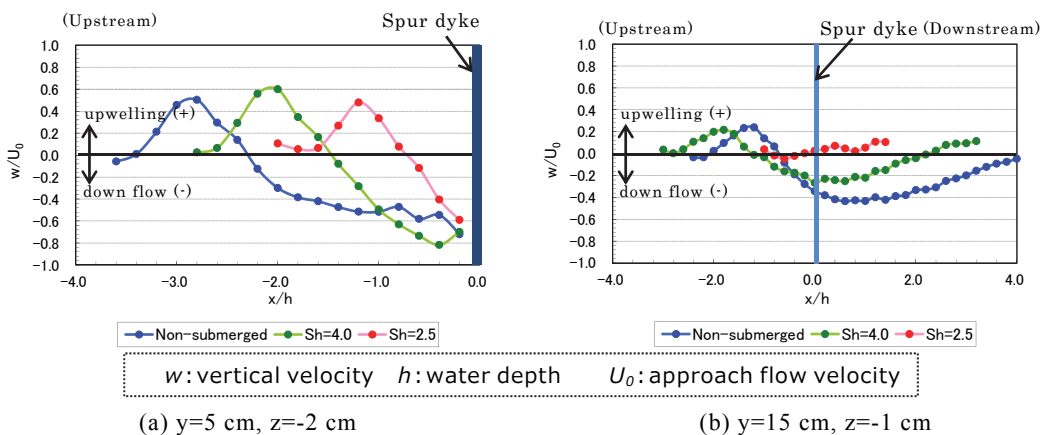 (Upstream)
Spur dyke
1.0
0.8
0.6
0.4
0.2
0.0
-0.2
-0.4
-0.6
-0.8
-1.0
w/U0
upwelling (+)
down flow (-)
-4.0 -3.0 -2.0 -1.0 0.0
x/h
Non-submerged Sh=4.0 Sh=2.5
(Upstream)
Spur dyke (Downstream)
1.0
0.8
0.6
0.4
0.2
0.0
-0.2
-0.4
-0.6
-0.8
-1.0
w/U0
upwelling (+)
down flow (-)
-4.0 -2.0 0.0 2.0 4.0
x/h
Non-submerged Sh=4.0 Sh=2.5
w:vertical velocity h:water depth U0:approach flow velocity
(a) y=5 cm, z=-2 cm
(b) y=15 cm, z=-1 cm